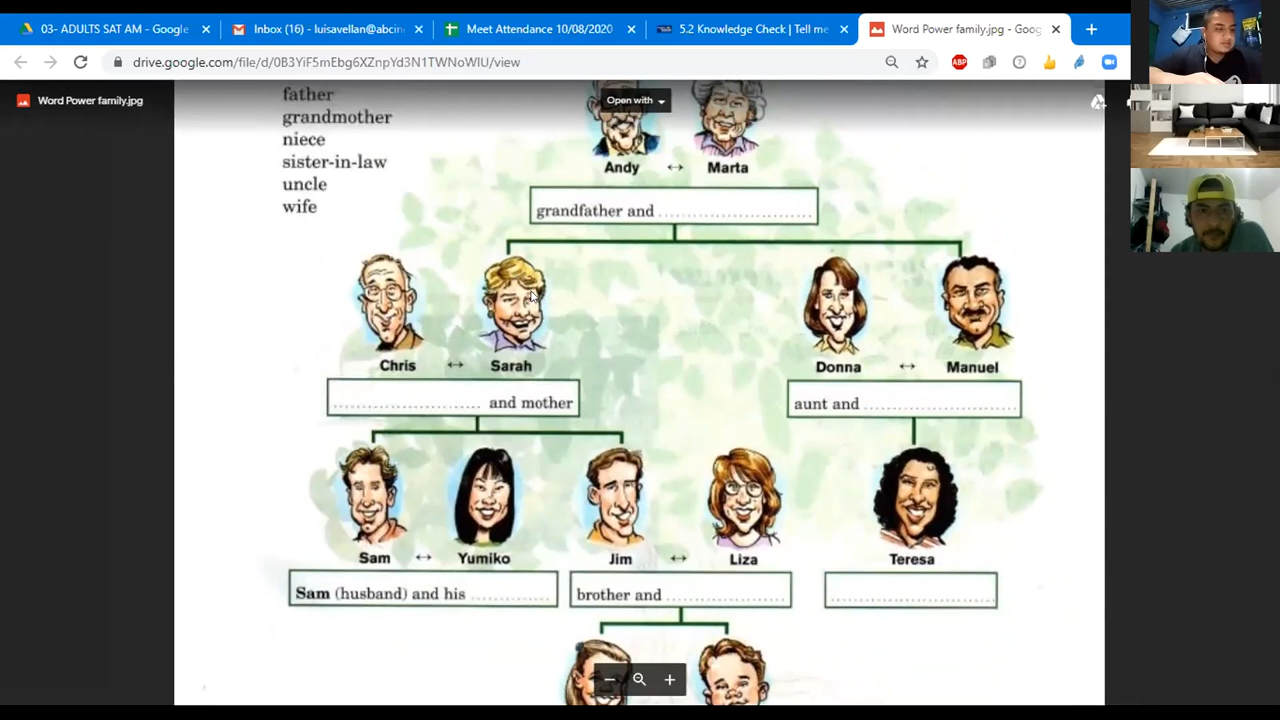 03- ADULTS SAT AM - Google
Inbox (16) - luisavellan@abcin
Meet Attendance 10/08/2020
5.2 Knowledge Check | Tell me
Word Power family.jpg - Goog
drive.google.com/file/d/0B3YiF5mEbg6XZnpYd3N1TWNoWlU/view
ABP
Word Power family.jpg
Open with
father
grandmother
niece
sister-in-law
uncle
wife
Andy ↔ Marta
grandfather and ..............................
Chris ↔ Sarah
Donna ↔ Manuel
.............................. and mother
aunt and ..............................
Sam ↔ Yumiko
Jim ↔ Liza
Teresa
Sam (husband) and his ................
brother and ........................
..............................